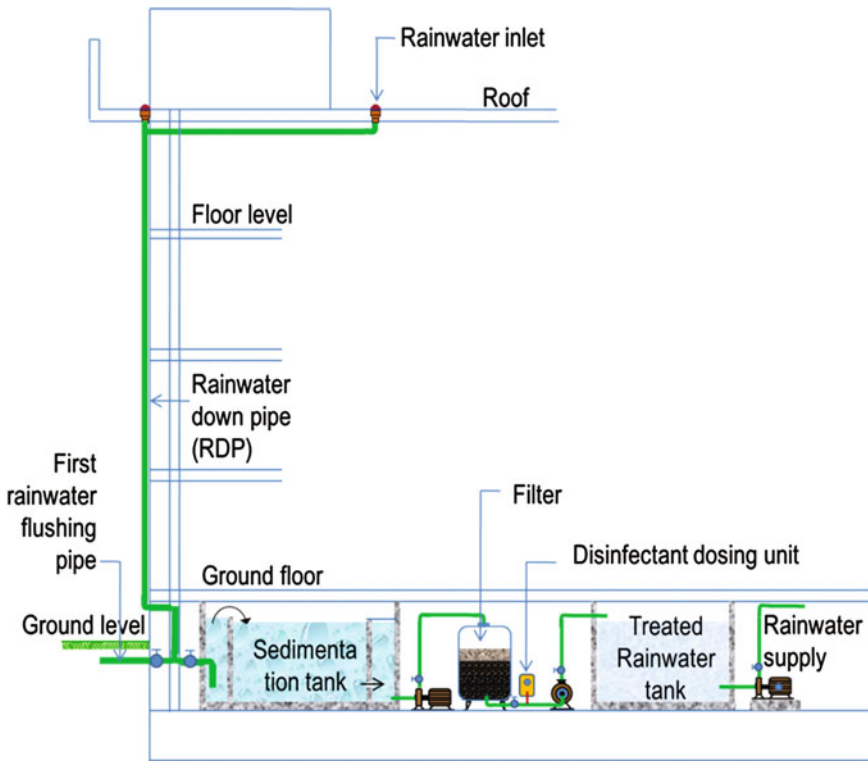 Rainwater inlet
Roof
Floor level
Rainwater
down pipe
(RDP)
First
rainwater
flushing
pipe
Filter
Disinfectant dosing unit
Ground floor
Ground level
Sedimenta
tion tank
Treated
Rainwater
tank
Rainwater
supply